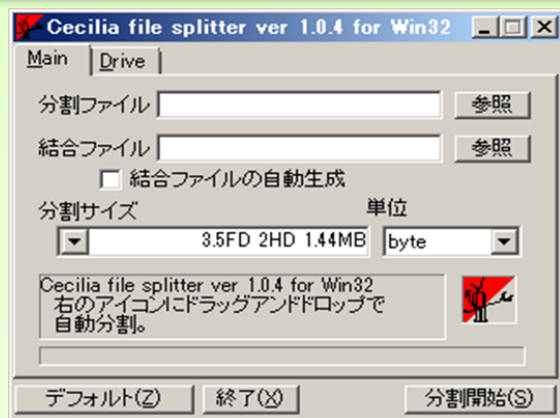 Cecilia file splitter ver 1.0.4 for Win32
Main Drive
分割ファイル 参照
結合ファイル 参照
結合ファイルの自動生成
分割サイズ 単位
3.5FD 2HD 1.44MB byte
Cecilia file splitter ver 1.0.4 for Win32
右のアイコンにドラッグアンドドロップで
自動分割。
デフォルト(Z) 終了(X) 分割開始(S)